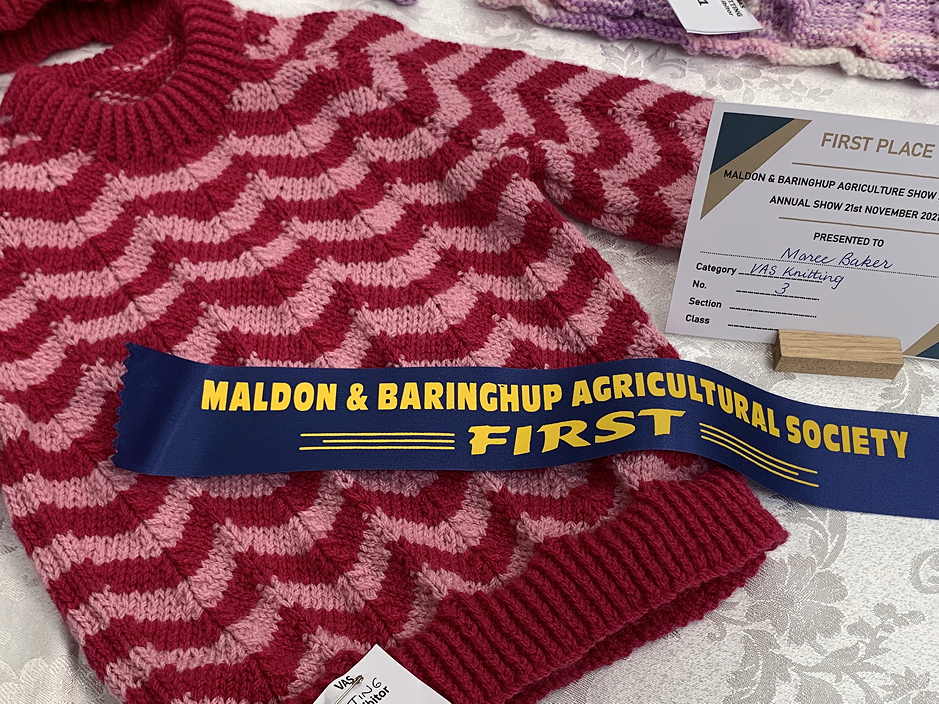 FIRST PLACE
MALDON & BARINGHUP AGRICULTURE SHOW
ANNUAL SHOW 21st NOVEMBER
PRESENTED TO
Maree Baker
Category VAS Knitting
No. 3
Section
Class
MALDON & BARINGHUP AGRICULTURAL SOCIETY
FIRST
VAS